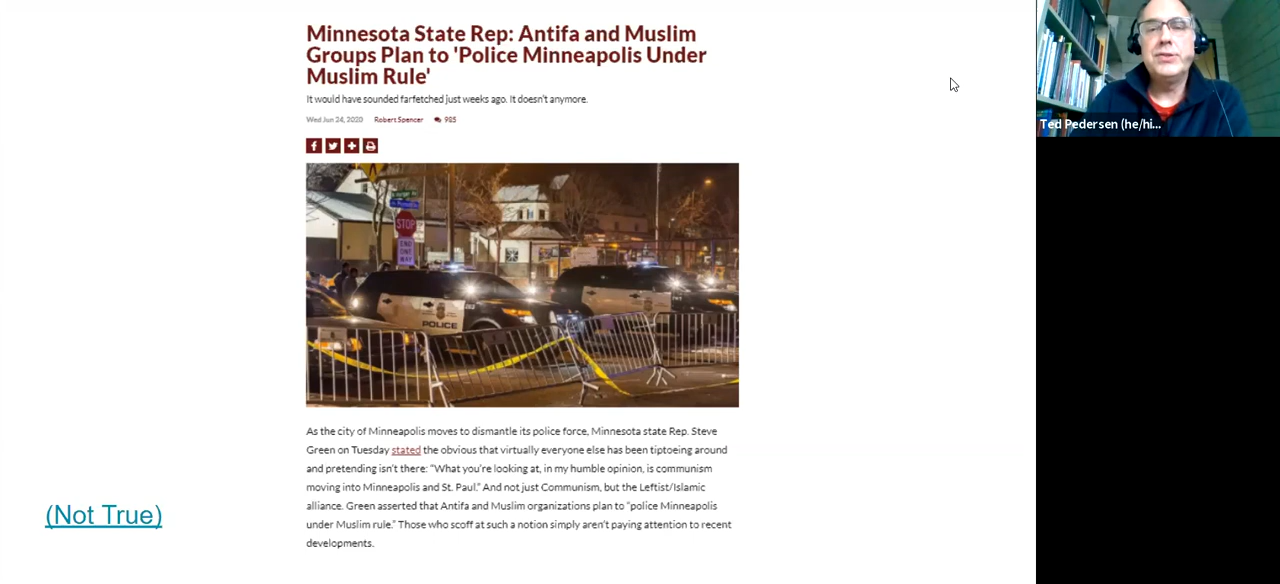 Minnesota State Rep: Antifa and Muslim
Groups Plan to 'Police Minneapolis Under
Muslim Rule'
It would have sounded farfetched just weeks ago. It doesn't anymore.
Wed Jun 24, 2020 Robert Spencer 985
STOP
END
ONE
WAY
POLICE
As the city of Minneapolis moves to dismantle its police force, Minnesota state Rep. Steve
Green on Tuesday stated the obvious that virtually everyone else has been tiptoeing around
and pretending isn't there: "What you're looking at, in my humble opinion, is communism
moving into Minneapolis and St. Paul." And not just Communism, but the Leftist/Islamic
alliance. Green asserted that Antifa and Muslim organizations plan to "police Minneapolis
under Muslim rule." Those who scoff at such a notion simply aren't paying attention to recent
developments.
(Not True)
Ted Pedersen (he/hi...